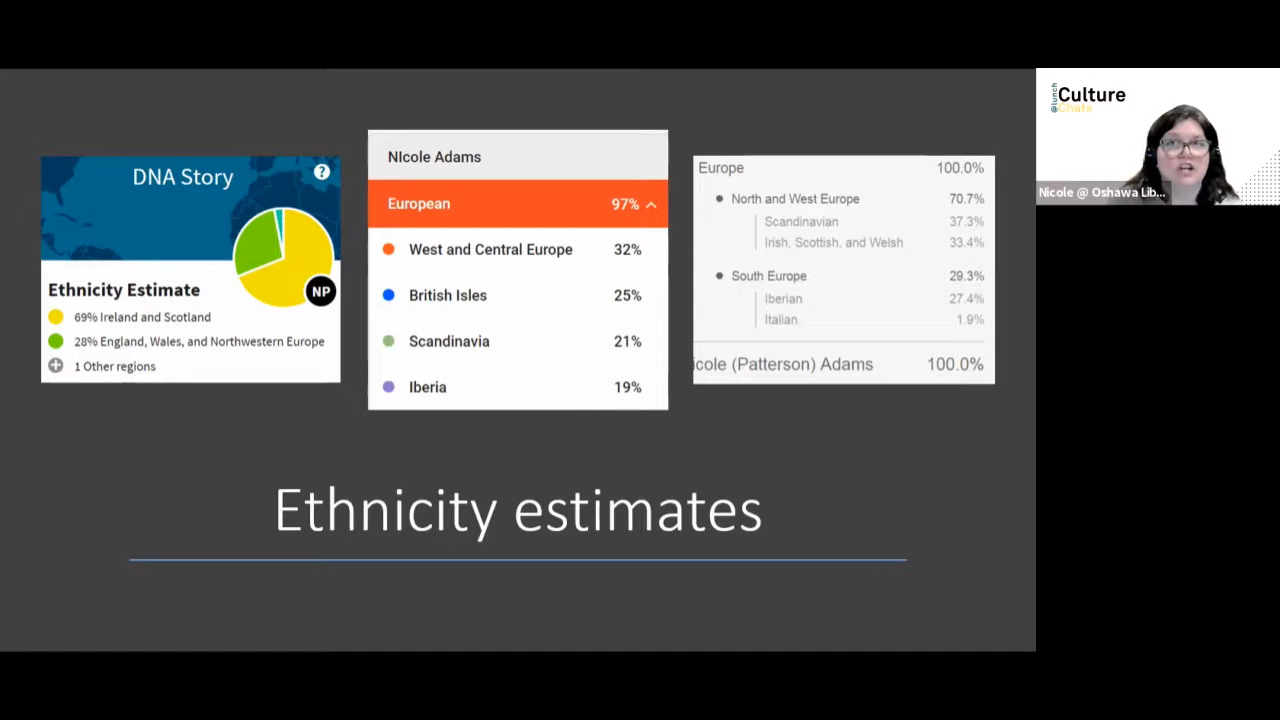 DNA Story
?
NP
Ethnicity Estimate
69% Ireland and Scotland
28% England, Wales, and Northwestern Europe
1 Other regions
NIcole Adams
European 97%
West and Central Europe 32%
British Isles 25%
Scandinavia 21%
Iberia 19%
Europe 100.0%
North and West Europe 70.7%
Scandinavian 37.3%
Irish, Scottish, and Welsh 33.4%
South Europe 29.3%
Iberian 27.4%
Italian 1.9%
icole (Patterson) Adams 100.0%
Ethnicity estimates
@lunch
Culture
Chats
Nicole @ Oshawa Lib...